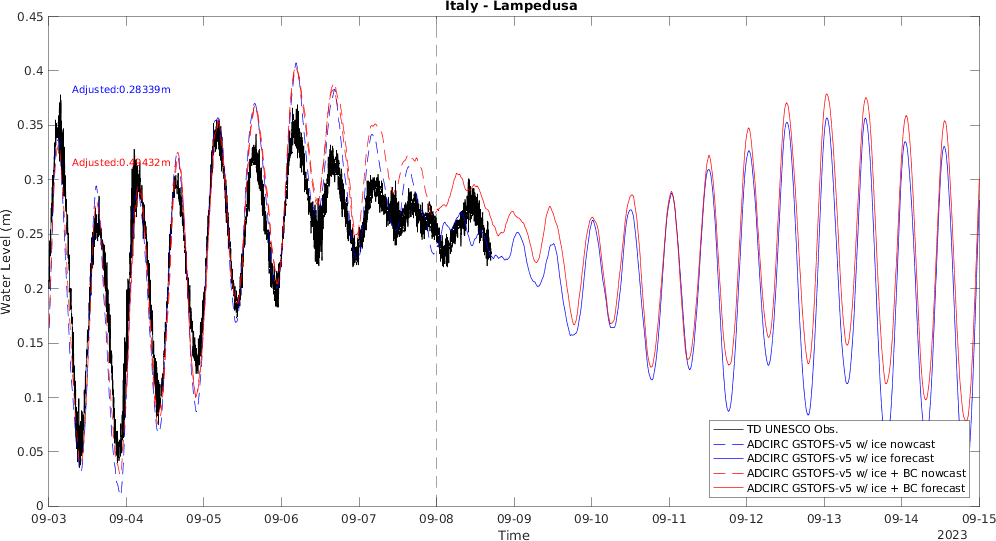 Italy - Lampedusa
Water Level (m)
0.45
0.4
0.35
0.3
0.25
0.2
0.15
0.1
0.05
0
Adjusted:0.28339m
Adjusted:0.49432m
TD UNESCO Obs.
ADCIRC GSTOFS-v5 w/ ice nowcast
ADCIRC GSTOFS-v5 w/ ice forecast
ADCIRC GSTOFS-v5 w/ ice + BC nowcast
ADCIRC GSTOFS-v5 w/ ice + BC forecast
09-03 09-04 09-05 09-06 09-07 09-08 09-09 09-10 09-11 09-12 09-13 09-14 09-15
Time
2023